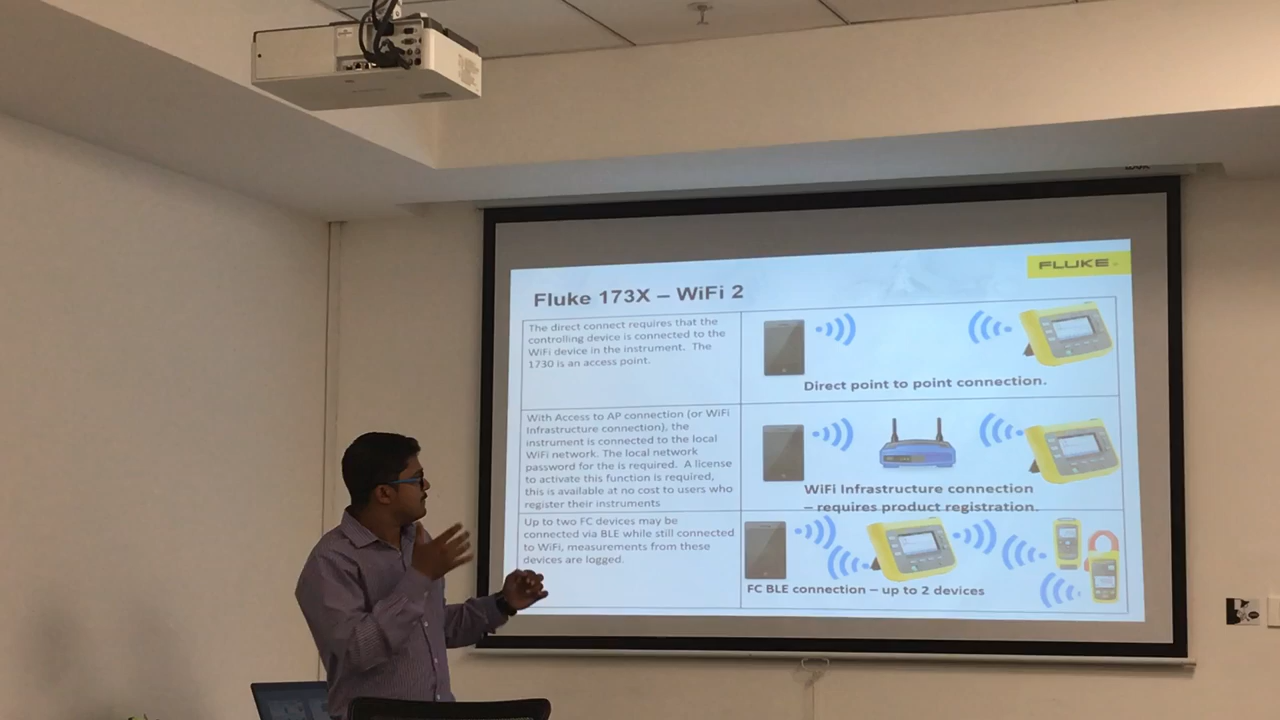 FLUKE
Fluke 173X – WiFi 2
The direct connect requires that the
controlling device is connected to the
WiFi device in the instrument. The
1730 is an access point.
Direct point to point connection.
With Access to AP connection (or WiFi
Infrastructure connection), the
instrument is connected to the local
WiFi network. The local network
password for the is required. A license
to activate this function is required,
this is available at no cost to users who
register their instruments
WiFi Infrastructure connection
– requires product registration.
Up to two FC devices may be
connected via BLE while still connected
to WiFi, measurements from these
devices are logged.
FC BLE connection – up to 2 devices